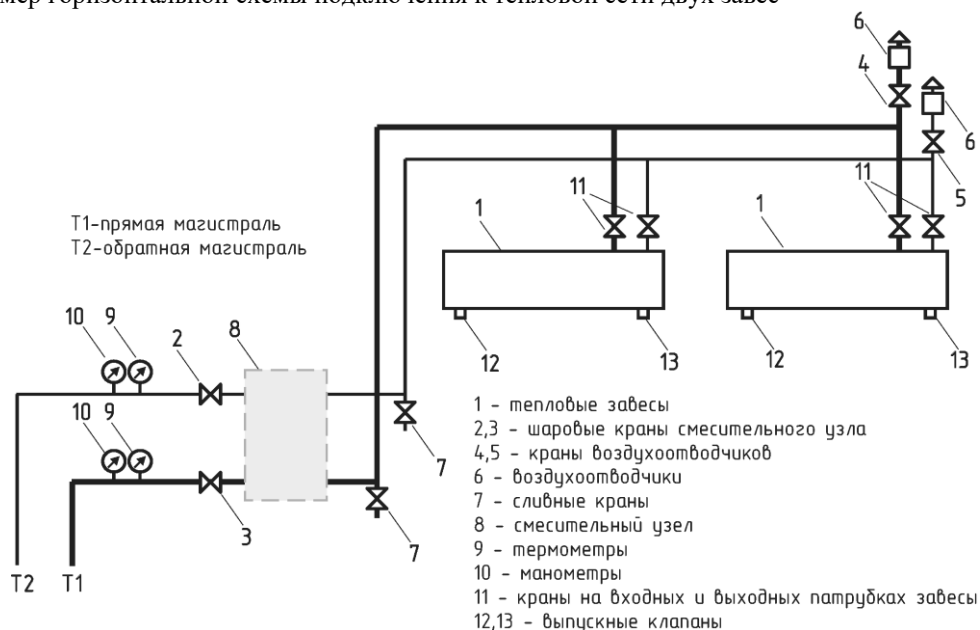 мер горизонтальной схемы подключения к тепловой сети двух завес
6
4
6
5
11
11
1
1
Т1-прямая магистраль
Т2-обратная магистраль
12
13
12
13
10
9
2
8
10
9
3
7
7
Т2
Т1
1 - тепловые завесы
2,3 - шаровые краны смесительного узла
4,5 - краны воздухоотводчиков
6 - воздухоотводчики
7 - сливные краны
8 - смесительный узел
9 - термометры
10 - манометры
11 - краны на входных и выходных патрубках завесы
12,13 - выпускные клапаны